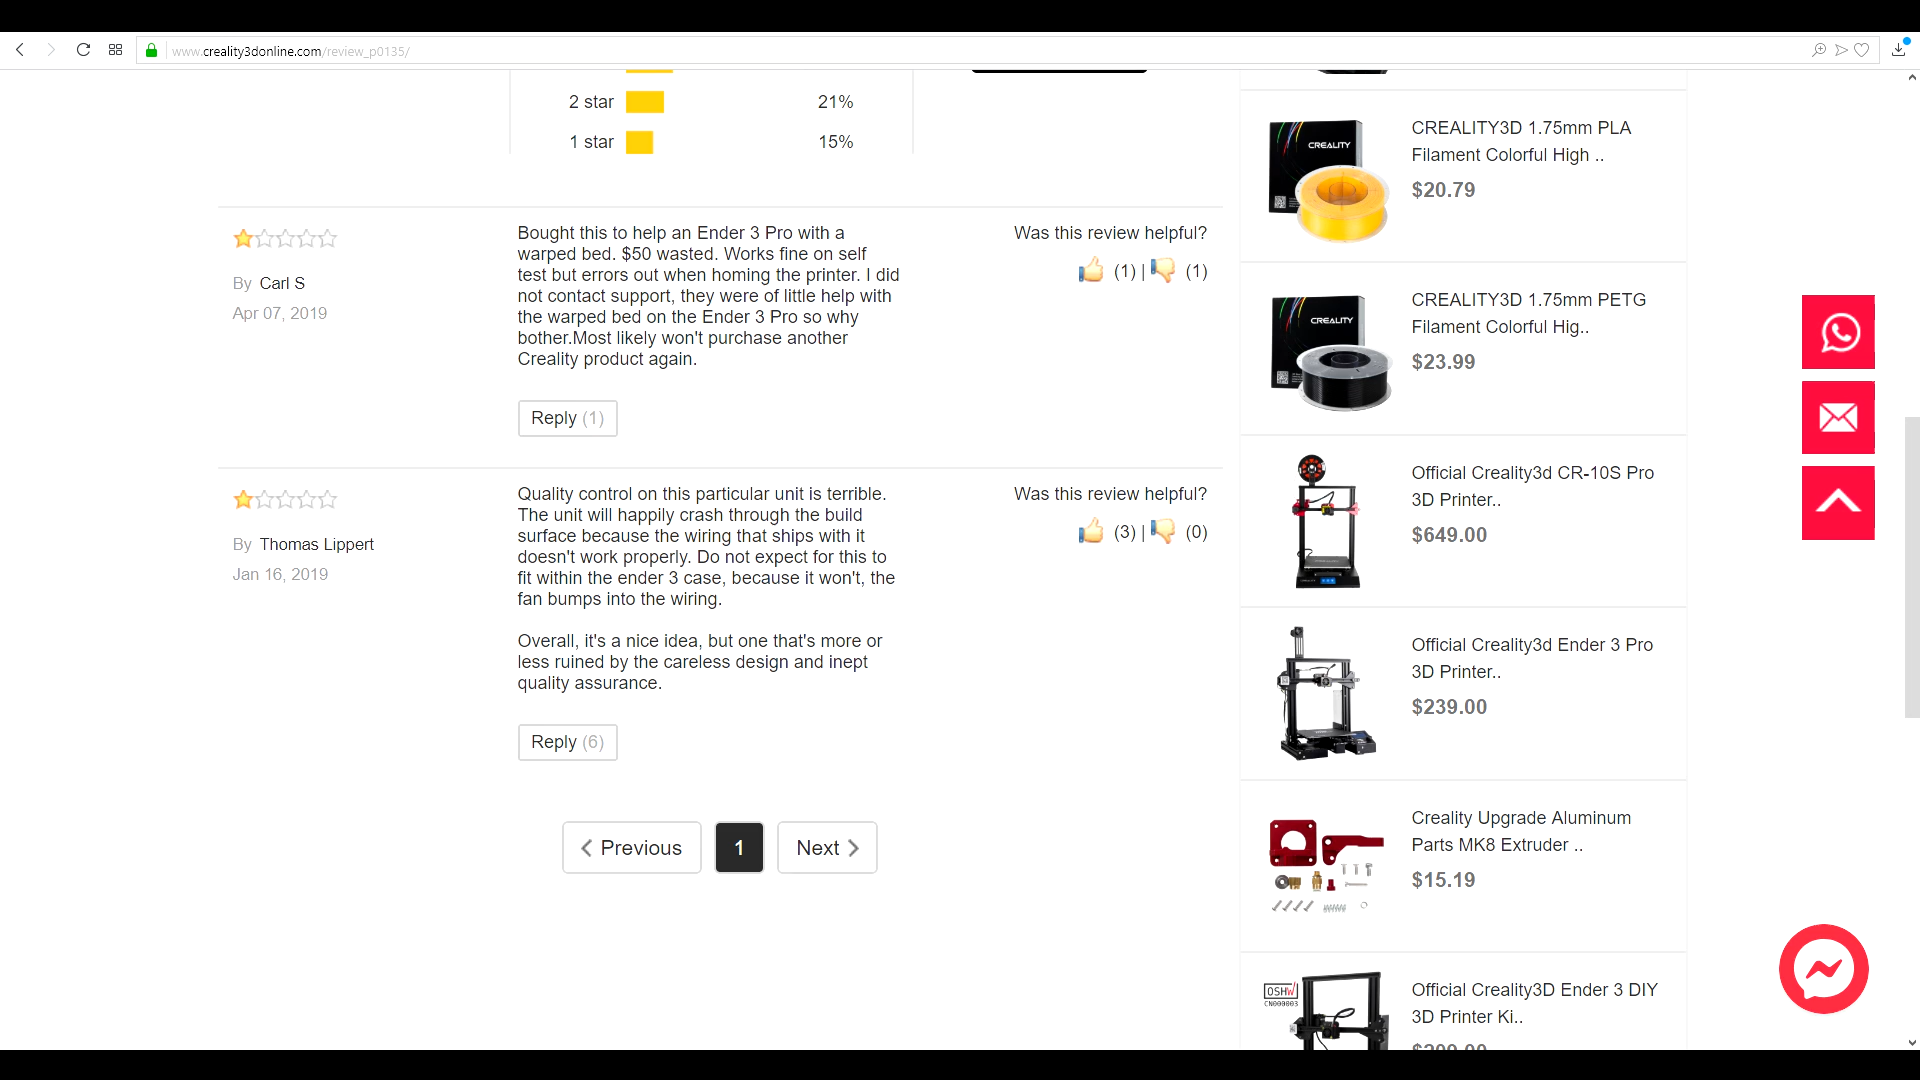 www.creality3donline.com/review_p0135/
2 star 21%
1 star 15%
Bought this to help an Ender 3 Pro with a
warped bed. $50 wasted. Works fine on self
test but errors out when homing the printer. I did
not contact support, they were of little help with
the warped bed on the Ender 3 Pro so why
bother.Most likely won't purchase another
Creality product again.
By Carl S
Apr 07, 2019
Was this review helpful?
(1) | (1)
Reply (1)
Quality control on this particular unit is terrible.
The unit will happily crash through the build
surface because the wiring that ships with it
doesn't work properly. Do not expect for this to
fit within the ender 3 case, because it won't, the
fan bumps into the wiring.
Overall, it's a nice idea, but one that's more or
less ruined by the careless design and inept
quality assurance.
By Thomas Lippert
Jan 16, 2019
Was this review helpful?
(3) | (0)
Reply (6)
Previous 1 Next
CREALITY
CREALITY3D 1.75mm PLA
Filament Colorful High ..
$20.79
CREALITY
CREALITY3D 1.75mm PETG
Filament Colorful Hig..
$23.99
Official Creality3d CR-10S Pro
3D Printer..
$649.00
Official Creality3d Ender 3 Pro
3D Printer..
$239.00
Creality Upgrade Aluminum
Parts MK8 Extruder ..
$15.19
OSHW
CN000003
Official Creality3D Ender 3 DIY
3D Printer Ki..